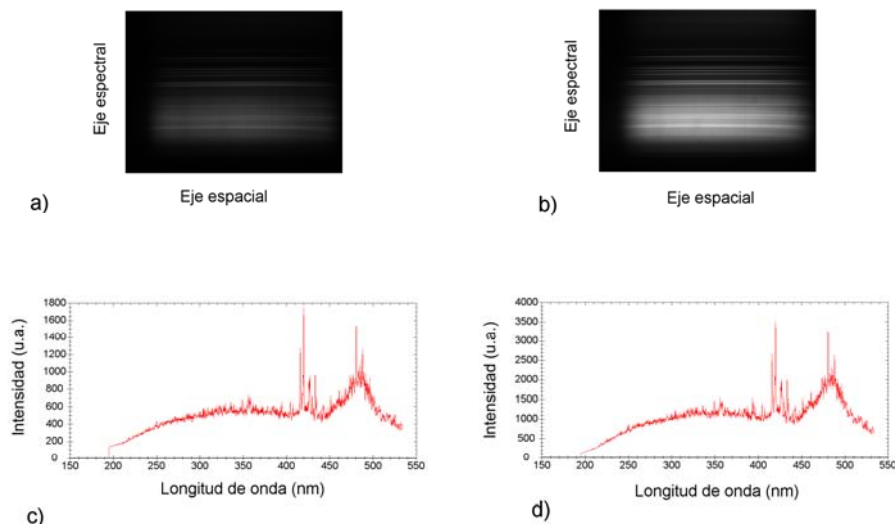 Eje espectral
Eje espacial
a)
Eje espectral
Eje espacial
b)
Intensidad (u.a.)
1800
1600
1400
1200
1000
800
600
400
200
0
150 200 250 300 350 400 450 500 550
Longitud de onda (nm)
c)
Intensidad (u.a.)
4000
3500
3000
2500
2000
1500
1000
500
0
150 200 250 300 350 400 450 500 550
Longitud de onda (nm)
d)